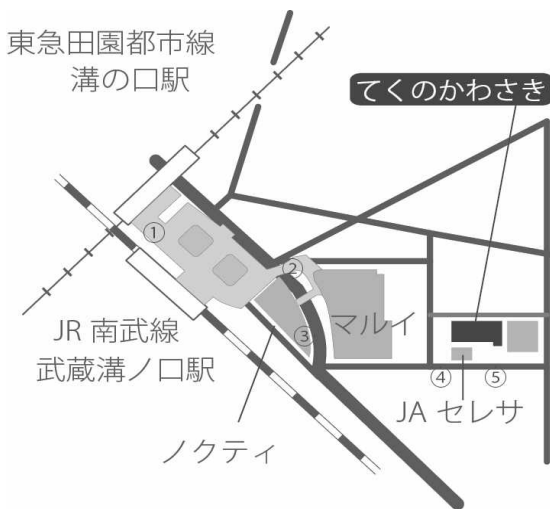 東急田園都市線
溝の口駅
てくのかわさき
①
②
③
マルイ
JR 南武線
武蔵溝ノ口駅
④
⑤
JA セレサ
ノクティ